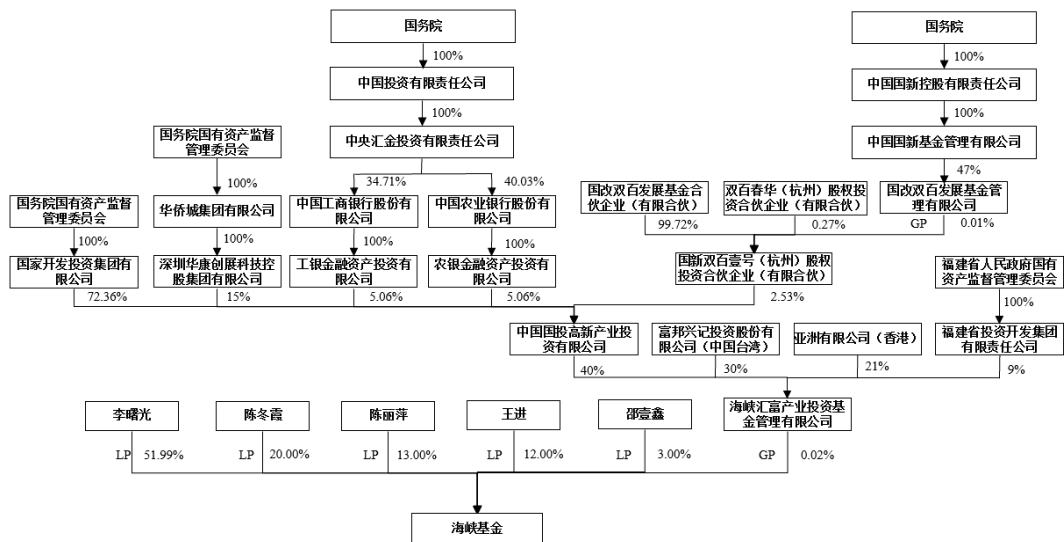 国务院
国务院
100%
100%
中国投资有限责任公司
中国国新控股有限责任公司
100%
100%
国务院国有资产监督
管理委员会
中央汇金投资有限责任公司
中国国新基金管理有限公司
100%
34.71%
40.03%
47%
国务院国有资产监督
管理委员会
华侨城集团有限公司
中国工商银行股份有
限公司
中国农业银行股份有
限公司
国改双百发展基金合
伙企业（有限合伙）
双百春华（杭州）股权投
资合伙企业（有限合伙）
国改双百发展基金管
理有限公司
100%
100%
100%
100%
99.72%
0.27%
GP
0.01%
国家开发投资集团有
限公司
深圳华康创展科技控
股集团有限公司
工银金融资产投资有
限公司
农银金融资产投资有
限公司
国新双百壹号（杭州）股权
投资合伙企业（有限合伙）
福建省人民政府国有
资产监督管理委员会
72.36%
15%
5.06%
5.06%
2.53%
100%
中国国投高新产业投
资有限公司
富邦兴记投资股份有
限公司（中国台湾）
亚洲有限公司（香港）
福建省投资开发集团
有限责任公司
40%
30%
21%
9%
李曙光
陈冬霞
陈丽萍
王进
邵壹鑫
海峡汇富产业投资基
金管理有限公司
LP
51.99%
LP
20.00%
LP
13.00%
LP
12.00%
LP
3.00%
GP
0.02%
海峡基金